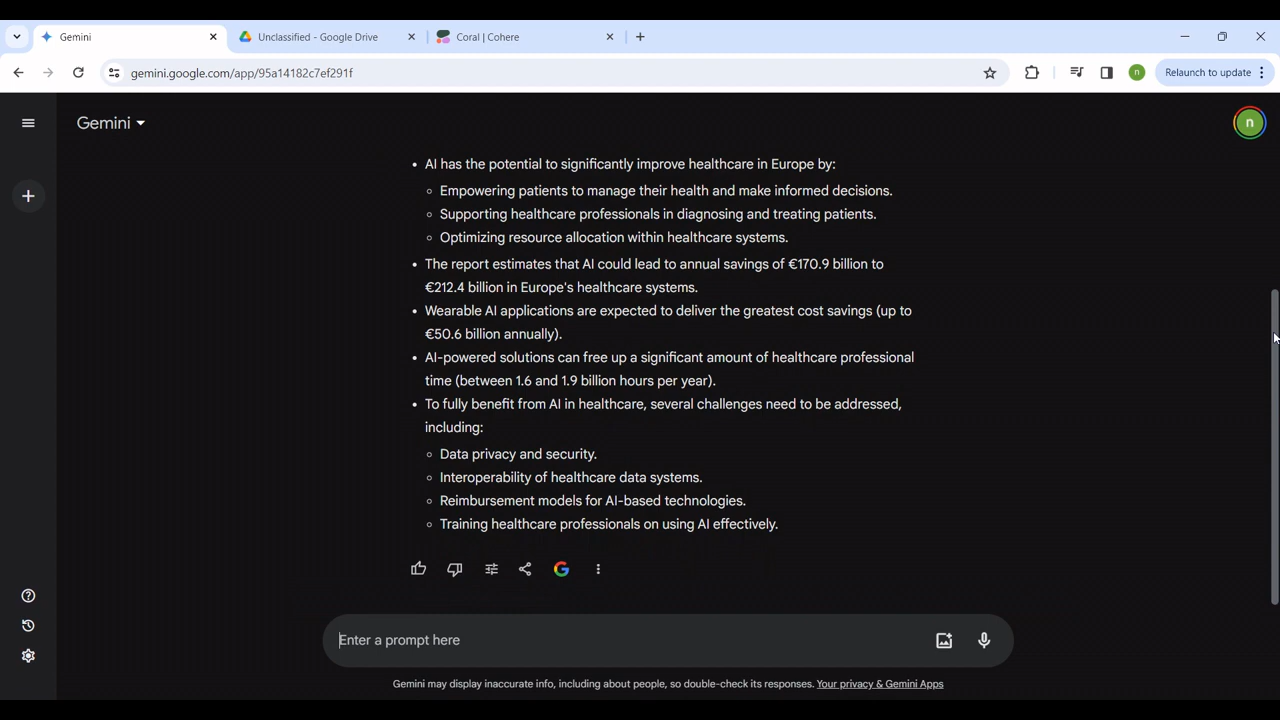 Gemini
Unclassified - Google Drive
Coral | Cohere
gemini.google.com/app/95a14182c7ef291f
n
Relaunch to update
Gemini
n
• AI has the potential to significantly improve healthcare in Europe by:
○ Empowering patients to manage their health and make informed decisions.
○ Supporting healthcare professionals in diagnosing and treating patients.
○ Optimizing resource allocation within healthcare systems.
• The report estimates that AI could lead to annual savings of €170.9 billion to
€212.4 billion in Europe's healthcare systems.
• Wearable AI applications are expected to deliver the greatest cost savings (up to
€50.6 billion annually).
• AI-powered solutions can free up a significant amount of healthcare professional
time (between 1.6 and 1.9 billion hours per year).
• To fully benefit from AI in healthcare, several challenges need to be addressed,
including:
○ Data privacy and security.
○ Interoperability of healthcare data systems.
○ Reimbursement models for AI-based technologies.
○ Training healthcare professionals on using AI effectively.
Enter a prompt here
Gemini may display inaccurate info, including about people, so double-check its responses. Your privacy & Gemini Apps